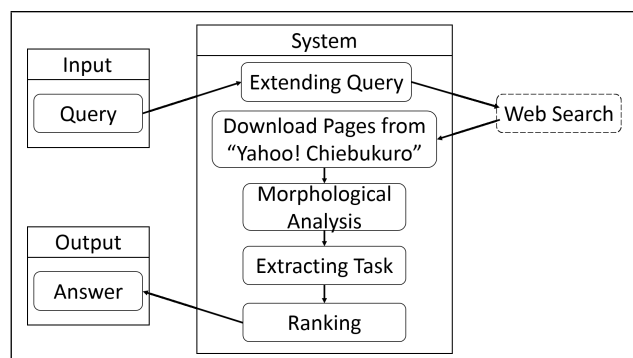 Input
Query
System
Extending Query
Web Search
Download Pages from
“Yahoo! Chiebukuro”
Morphological
Analysis
Extracting Task
Ranking
Output
Answer